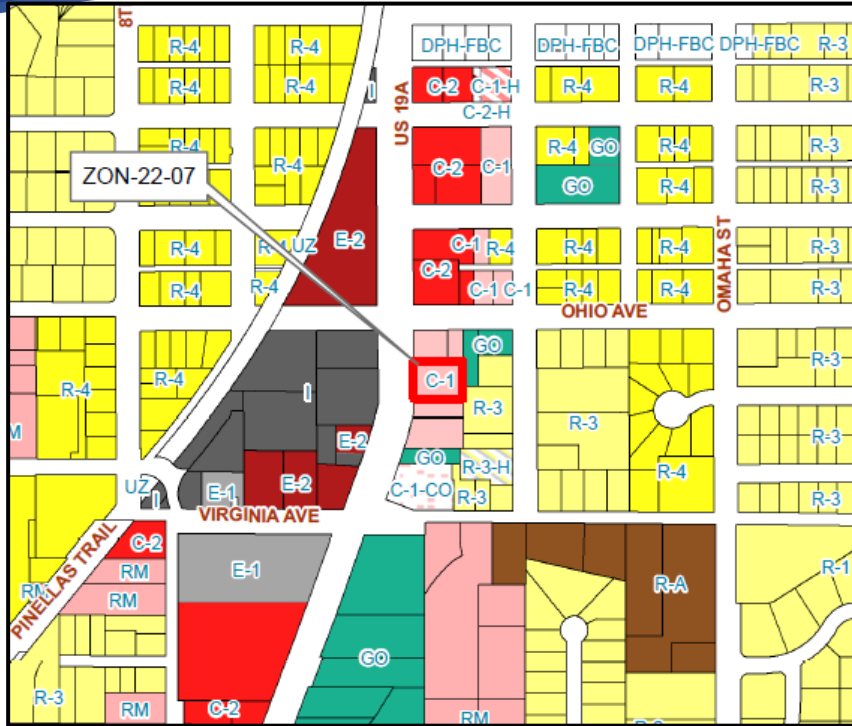 8T
R-4
R-4
DPH-FBC
DPH-FBC
DPH-FBC
DPH-FBC
R-3
R-4
R-4
I
US 19A
C-2
C-1-H
R-4
R-4
R-3
C-2-H
R-4
R-4
C-2
C-1
R-4
GO
R-4
R-3
ZON-22-07
GO
R-4
R-3
R-4
R-4
UZ
E-2
C-1
R-4
R-4
R-4
OMAHA ST
R-3
R-4
R-4
C-2
C-1
C-1
R-4
R-4
R-3
OHIO AVE
R-4
R-4
I
GO
C-1
R-3
R-3
R-3
R-4
M
E-2
R-3
GO
R-3-H
R-4
UZ
I
E-1
E-2
C-1-CO
R-3
R-3
VIRGINIA AVE
PINELLAS TRAIL
C-2
RM
E-1
R-A
R-1
RM
RM
GO
R-3
RM
C-2
RM